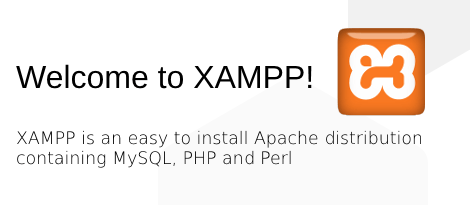 Welcome to XAMPP!
XAMPP is an easy to install Apache distribution
containing MySQL, PHP and Perl